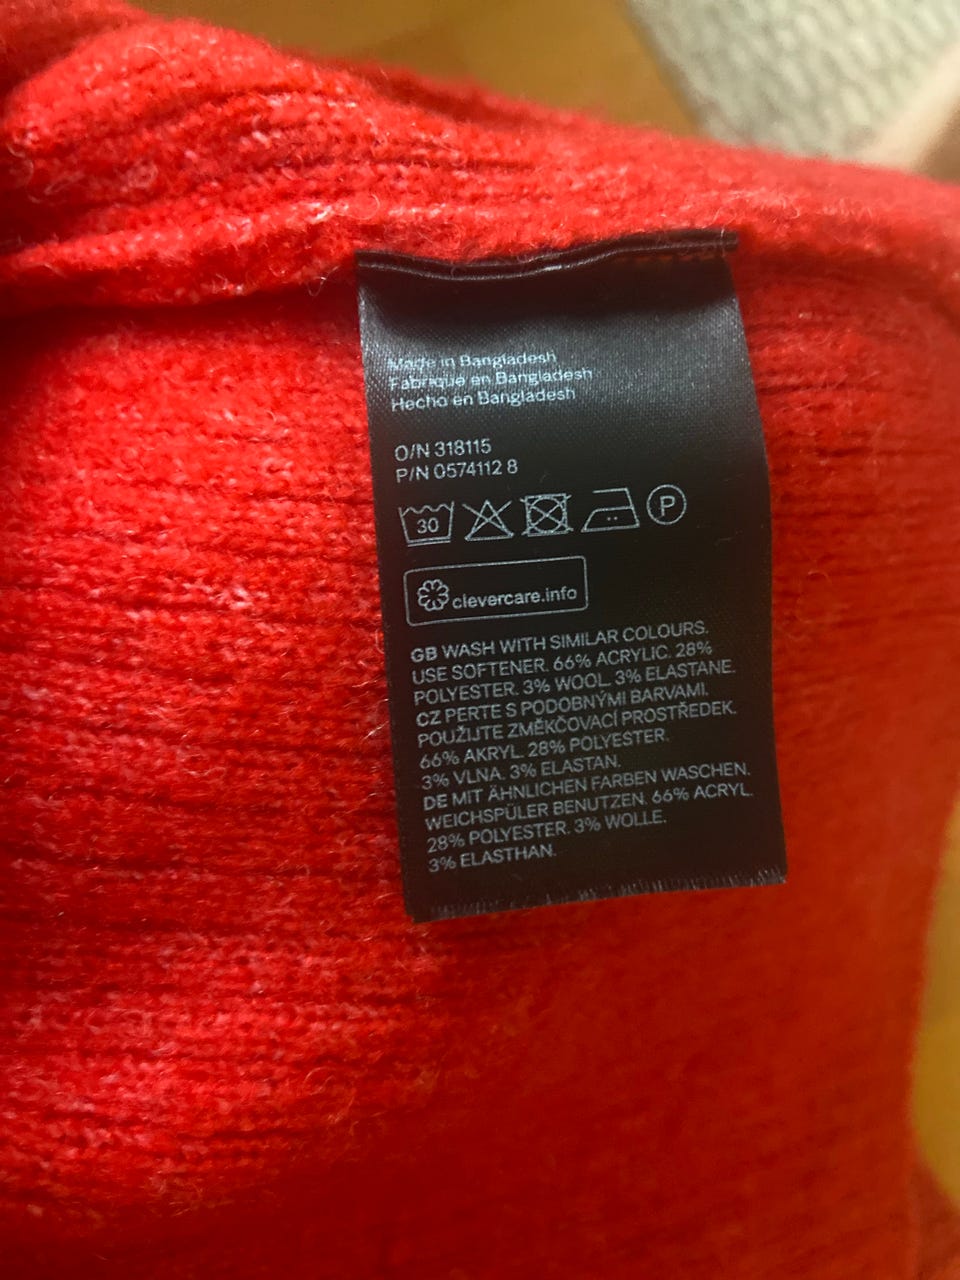 Made in Bangladesh
Fabriqué en Bangladesh
Hecho en Bangladesh
O/N 318115
P/N 0574112 8
30
P
clevercare.info
GB WASH WITH SIMILAR COLOURS.
USE SOFTENER. 66% ACRYLIC. 28%
POLYESTER. 3% WOOL. 3% ELASTANE.
CZ PERTE S PODOBNÝMI BARVAMI.
POUŽIJTE ZMĚKČOVACÍ PROSTŘEDEK.
66% AKRYL. 28% POLYESTER.
3% VLNA. 3% ELASTAN.
DE MIT ÄHNLICHEN FARBEN WASCHEN.
WEICHSPÜLER BENUTZEN. 66% ACRYL.
28% POLYESTER. 3% WOLLE.
3% ELASTHAN.